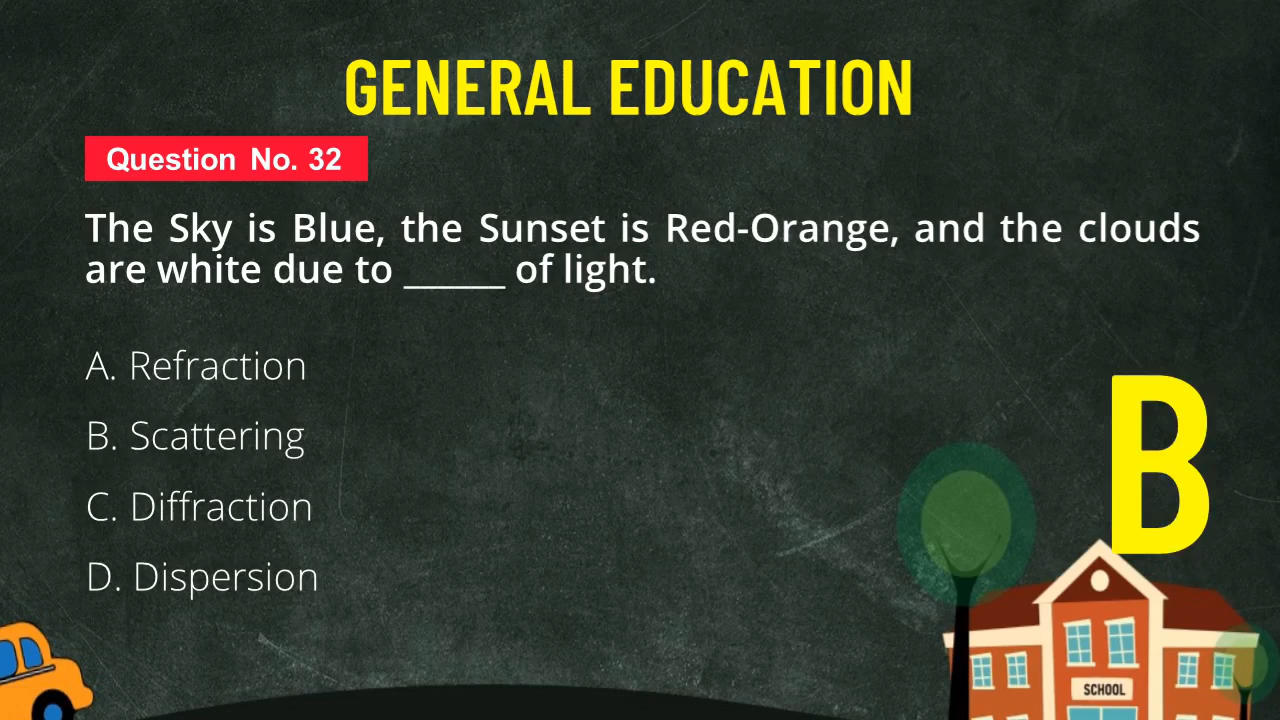 GENERAL EDUCATION
Question No. 32
The Sky is Blue, the Sunset is Red-Orange, and the clouds
are white due to ______ of light.
A. Refraction
B. Scattering
C. Diffraction
D. Dispersion
B
SCHOOL